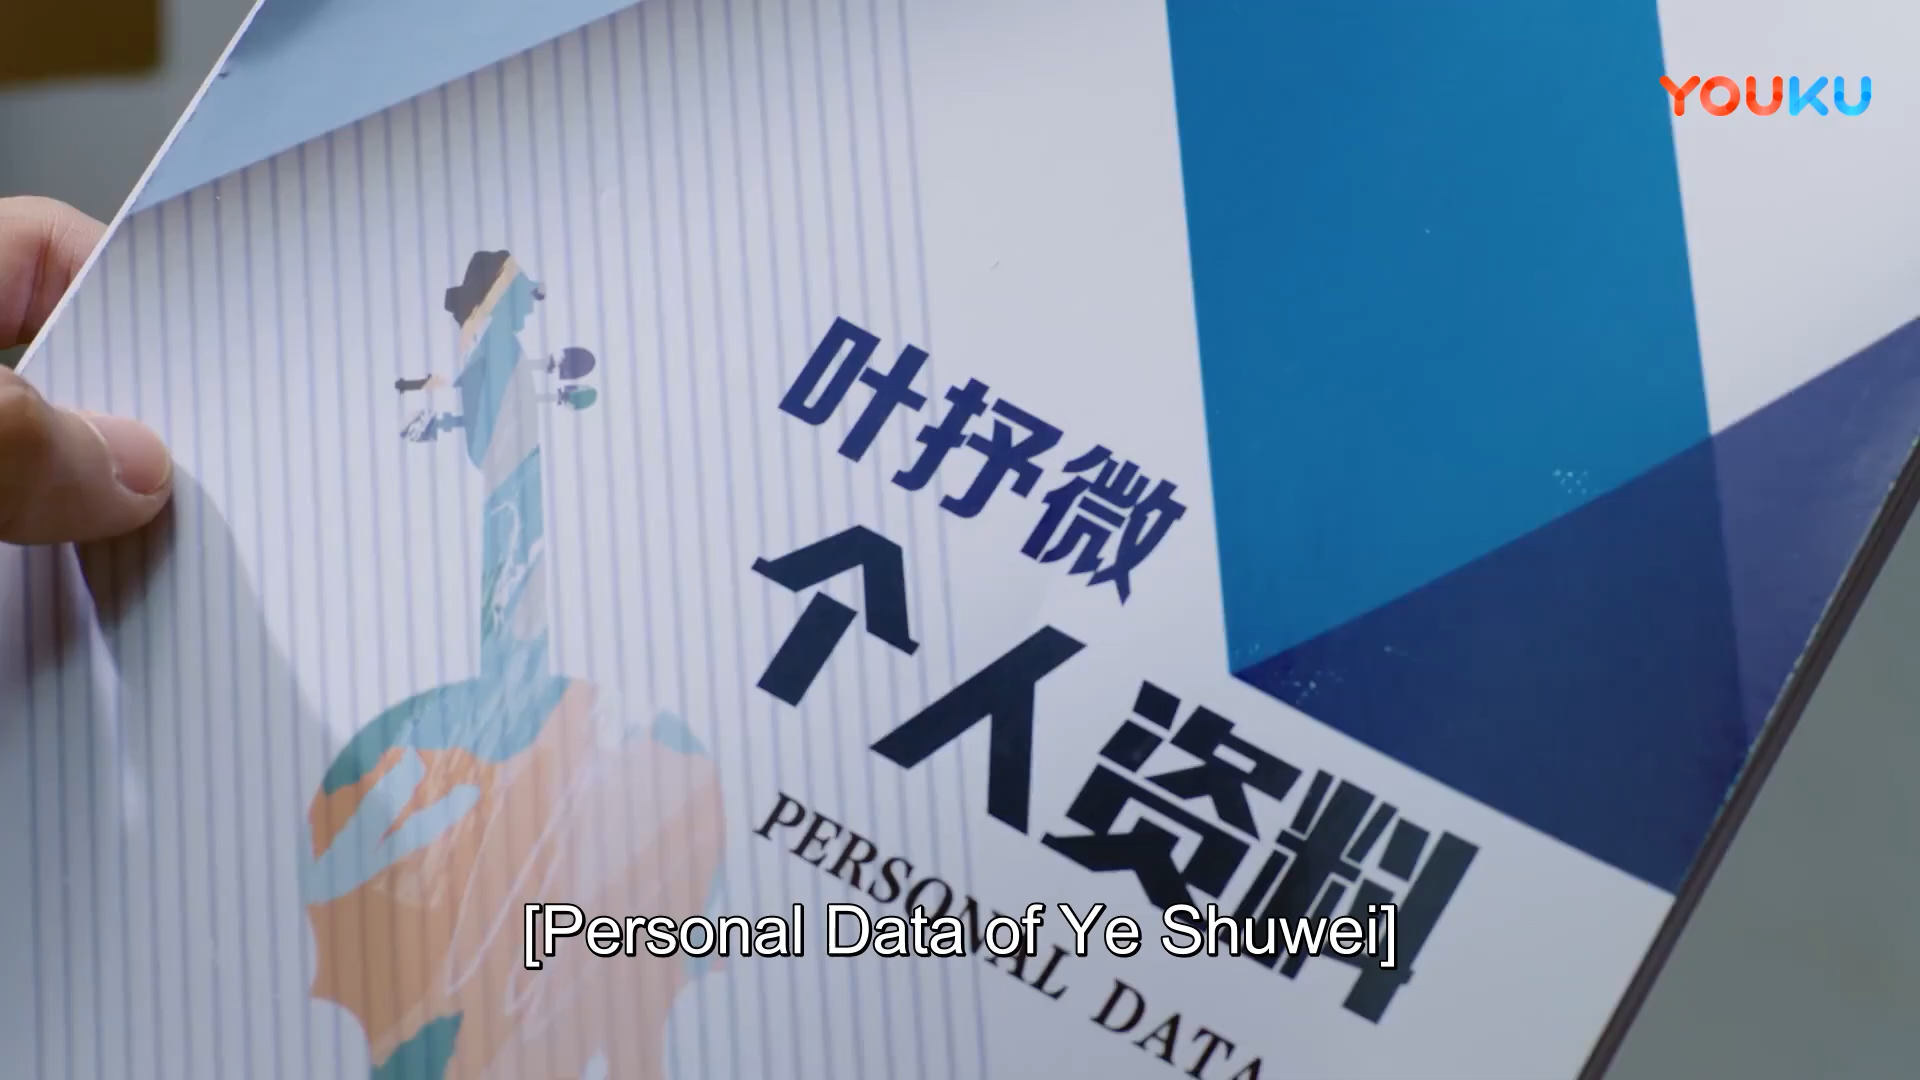 YOUKU
叶抒微
个人资料
PERSONAL DATA
[Personal Data of Ye Shuwei]